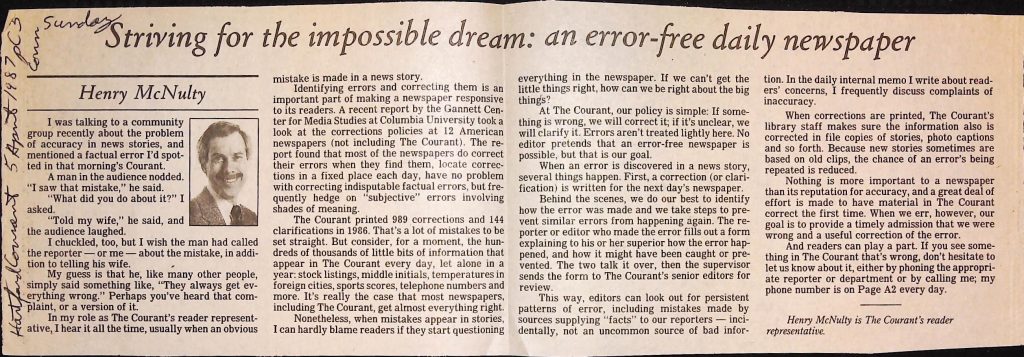 Hartford Courant 5 April 1987 pC3
Conn
Sunday
Striving for the impossible dream: an error-free daily newspaper
Henry McNulty
I was talking to a community
group recently about the problem
of accuracy in news stories, and
mentioned a factual error I'd spot-
ted in that morning's Courant.
A man in the audience nodded.
"I saw that mistake," he said.
"What did you do about it?" I
asked.
"Told my wife," he said, and
the audience laughed.
I chuckled, too, but I wish the man had called
the reporter — or me — about the mistake, in addi-
tion to telling his wife.
My guess is that he, like many other people,
simply said something like, "They always get ev-
erything wrong." Perhaps you've heard that com-
plaint, or a version of it.
In my role as The Courant's reader represent-
ative, I hear it all the time, usually when an obvious
mistake is made in a news story.
Identifying errors and correcting them is an
important part of making a newspaper responsive
to its readers. A recent report by the Gannett Cen-
ter for Media Studies at Columbia University took a
look at the corrections policies at 12 American
newspapers (not including The Courant). The re-
port found that most of the newspapers do correct
their errors when they find them, locate correc-
tions in a fixed place each day, have no problem
with correcting indisputable factual errors, but fre-
quently hedge on "subjective" errors involving
shades of meaning.
The Courant printed 989 corrections and 144
clarifications in 1986. That's a lot of mistakes to be
set straight. But consider, for a moment, the hun-
dreds of thousands of little bits of information that
appear in The Courant every day, let alone in a
year: stock listings, middle initials, temperatures in
foreign cities, sports scores, telephone numbers and
more. It's really the case that most newspapers,
including The Courant, get almost everything right.
Nonetheless, when mistakes appear in stories,
I can hardly blame readers if they start questioning
everything in the newspaper. If we can't get the
little things right, how can we be right about the big
things?
At The Courant, our policy is simple: If some-
thing is wrong, we will correct it; if it's unclear, we
will clarify it. Errors aren't treated lightly here. No
editor pretends that an error-free newspaper is
possible, but that is our goal.
When an error is discovered in a news story,
several things happen. First, a correction (or clari-
fication) is written for the next day's newspaper.
Behind the scenes, we do our best to identify
how the error was made and we take steps to pre-
vent similar errors from happening again. The re-
porter or editor who made the error fills out a form
explaining to his or her superior how the error hap-
pened, and how it might have been caught or pre-
vented. The two talk it over, then the supervisor
sends the form to The Courant's senior editors for
review.
This way, editors can look out for persistent
patterns of error, including mistakes made by
sources supplying "facts" to our reporters — inci-
dentally, not an uncommon source of bad infor-
tion. In the daily internal memo I write about read-
ers' concerns, I frequently discuss complaints of
inaccuracy.
When corrections are printed, The Courant's
library staff makes sure the information also is
corrected in file copies of stories, photo captions
and so forth. Because new stories sometimes are
based on old clips, the chance of an error's being
repeated is reduced.
Nothing is more important to a newspaper
than its reputation for accuracy, and a great deal of
effort is made to have material in The Courant
correct the first time. When we err, however, our
goal is to provide a timely admission that we were
wrong and a useful correction of the error.
And readers can play a part. If you see some-
thing in The Courant that's wrong, don't hesitate to
let us know about it, either by phoning the appropri-
ate reporter or department or by calling me; my
phone number is on Page A2 every day.
Henry McNulty is The Courant's reader
representative.